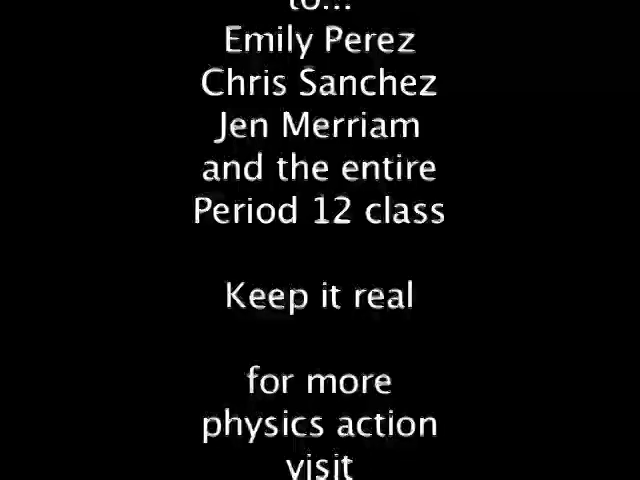 to...
Emily Perez
Chris Sanchez
Jen Merriam
and the entire
Period 12 class
Keep it real
for more
physics action
visit